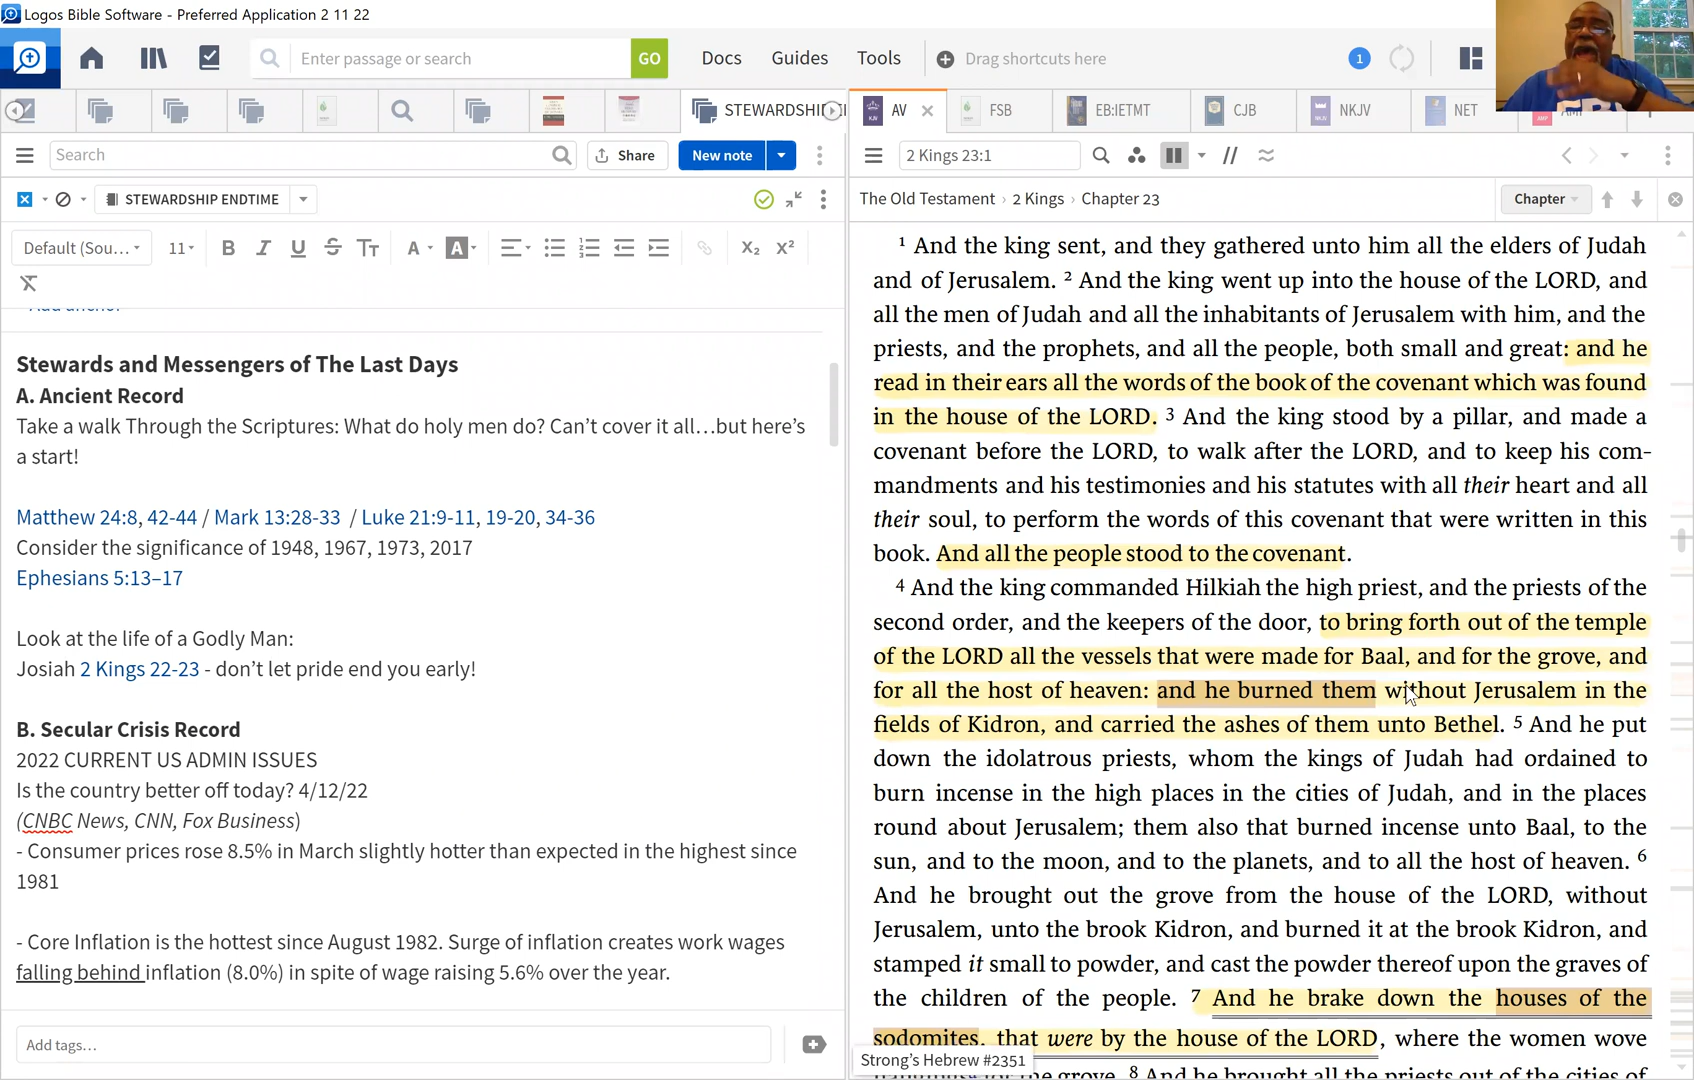 Logos Bible Software - Preferred Application 2 11 22
Enter passage or search
GO
Docs
Guides
Tools
Drag shortcuts here
1
STEWARDSHIP
AV
FSB
EB:IETMT
CJB
NKJV
NET
Search
Share
New note
2 Kings 23:1
STEWARDSHIP ENDTIME
The Old Testament › 2 Kings › Chapter 23
Chapter
Default (Sou...
11
B I U S TT A A X₂ X²
Stewards and Messengers of The Last Days
A. Ancient Record
Take a walk Through the Scriptures: What do holy men do? Can’t cover it all…but here’s
a start!
Matthew 24:8, 42-44 / Mark 13:28-33 / Luke 21:9-11, 19-20, 34-36
Consider the significance of 1948, 1967, 1973, 2017
Ephesians 5:13–17
Look at the life of a Godly Man:
Josiah 2 Kings 22-23 - don’t let pride end you early!
B. Secular Crisis Record
2022 CURRENT US ADMIN ISSUES
Is the country better off today? 4/12/22
(CNBC News, CNN, Fox Business)
- Consumer prices rose 8.5% in March slightly hotter than expected in the highest since
1981
- Core Inflation is the hottest since August 1982. Surge of inflation creates work wages
falling behind inflation (8.0%) in spite of wage raising 5.6% over the year.
Add tags…
1 And the king sent, and they gathered unto him all the elders of Judah
and of Jerusalem. 2 And the king went up into the house of the LORD, and
all the men of Judah and all the inhabitants of Jerusalem with him, and the
priests, and the prophets, and all the people, both small and great: and he
read in their ears all the words of the book of the covenant which was found
in the house of the LORD. 3 And the king stood by a pillar, and made a
covenant before the LORD, to walk after the LORD, and to keep his com-
mandments and his testimonies and his statutes with all their heart and all
their soul, to perform the words of this covenant that were written in this
book. And all the people stood to the covenant.
4 And the king commanded Hilkiah the high priest, and the priests of the
second order, and the keepers of the door, to bring forth out of the temple
of the LORD all the vessels that were made for Baal, and for the grove, and
for all the host of heaven: and he burned them without Jerusalem in the
fields of Kidron, and carried the ashes of them unto Bethel. 5 And he put
down the idolatrous priests, whom the kings of Judah had ordained to
burn incense in the high places in the cities of Judah, and in the places
round about Jerusalem; them also that burned incense unto Baal, to the
sun, and to the moon, and to the planets, and to all the host of heaven. 6
And he brought out the grove from the house of the LORD, without
Jerusalem, unto the brook Kidron, and burned it at the brook Kidron, and
stamped it small to powder, and cast the powder thereof upon the graves of
the children of the people. 7 And he brake down the houses of the
sodomites, that were by the house of the LORD, where the women wove
Strong’s Hebrew #2351
the grove. 8 And he brought all the priests out of the cities of